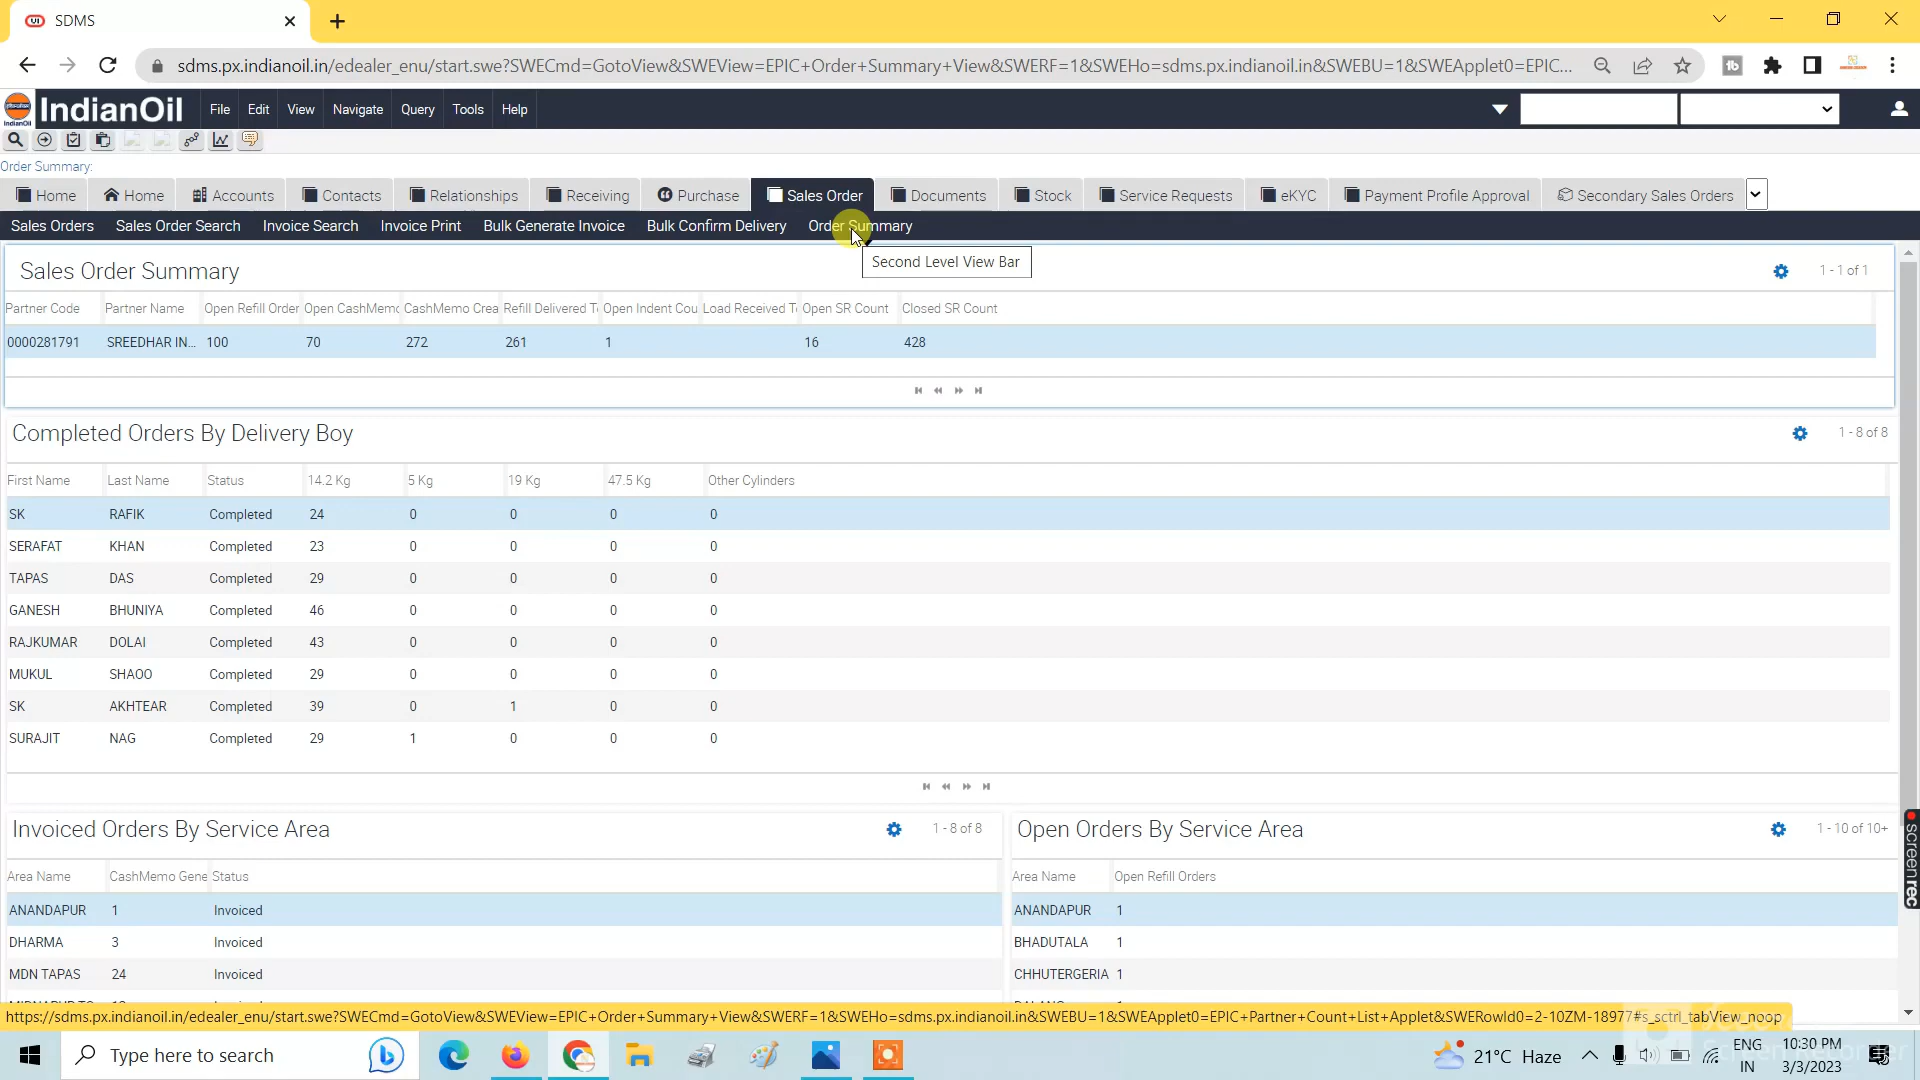 SDMS
sdms.px.indianoil.in/edealer_enu/start.swe?SWECmd=GotoView&SWEView=EPIC+Order+Summary+View&SWERF=1&SWEHo=sdms.px.indianoil.in&SWEBU=1&SWEApplet0=EPIC...
IndianOil File Edit View Navigate Query Tools Help
Order Summary:
Home Home Accounts Contacts Relationships Receiving Purchase Sales Order Documents Stock Service Requests eKYC Payment Profile Approval Secondary Sales Orders
Sales Orders Sales Order Search Invoice Search Invoice Print Bulk Generate Invoice Bulk Confirm Delivery Order Summary
Second Level View Bar
Sales Order Summary 1 - 1 of 1
Partner Code Partner Name Open Refill Order Open CashMemo CashMemo Crea Refill Delivered T Open Indent Cou Load Received T Open SR Count Closed SR Count
0000281791 SREEDHAR IN... 100 70 272 261 1 16 428
Completed Orders By Delivery Boy 1 - 8 of 8
First Name Last Name Status 14.2 Kg 5 Kg 19 Kg 47.5 Kg Other Cylinders
SK RAFIK Completed 24 0 0 0 0
SERAFAT KHAN Completed 23 0 0 0 0
TAPAS DAS Completed 29 0 0 0 0
GANESH BHUNIYA Completed 46 0 0 0 0
RAJKUMAR DOLAI Completed 43 0 0 0 0
MUKUL SHAOO Completed 29 0 0 0 0
SK AKHTEAR Completed 39 0 1 0 0
SURAJIT NAG Completed 29 1 0 0 0
Invoiced Orders By Service Area 1 - 8 of 8
Area Name CashMemo Gene Status
ANANDAPUR 1 Invoiced
DHARMA 3 Invoiced
MDN TAPAS 24 Invoiced
Open Orders By Service Area 1 - 10 of 10+
Area Name Open Refill Orders
ANANDAPUR 1
BHADUTALA 1
CHHUTERGERIA 1
screenrec
https://sdms.px.indianoil.in/edealer_enu/start.swe?SWECmd=GotoView&SWEView=EPIC+Order+Summary+View&SWERF=1&SWEHo=sdms.px.indianoil.in&SWEBU=1&SWEApplet0=EPIC+Partner+Count+List+Applet&SWERowId0=2-10ZM-18977#s_sctrl_tabView_noop
Type here to search
21°C Haze
ENG
IN
10:30 PM
3/3/2023